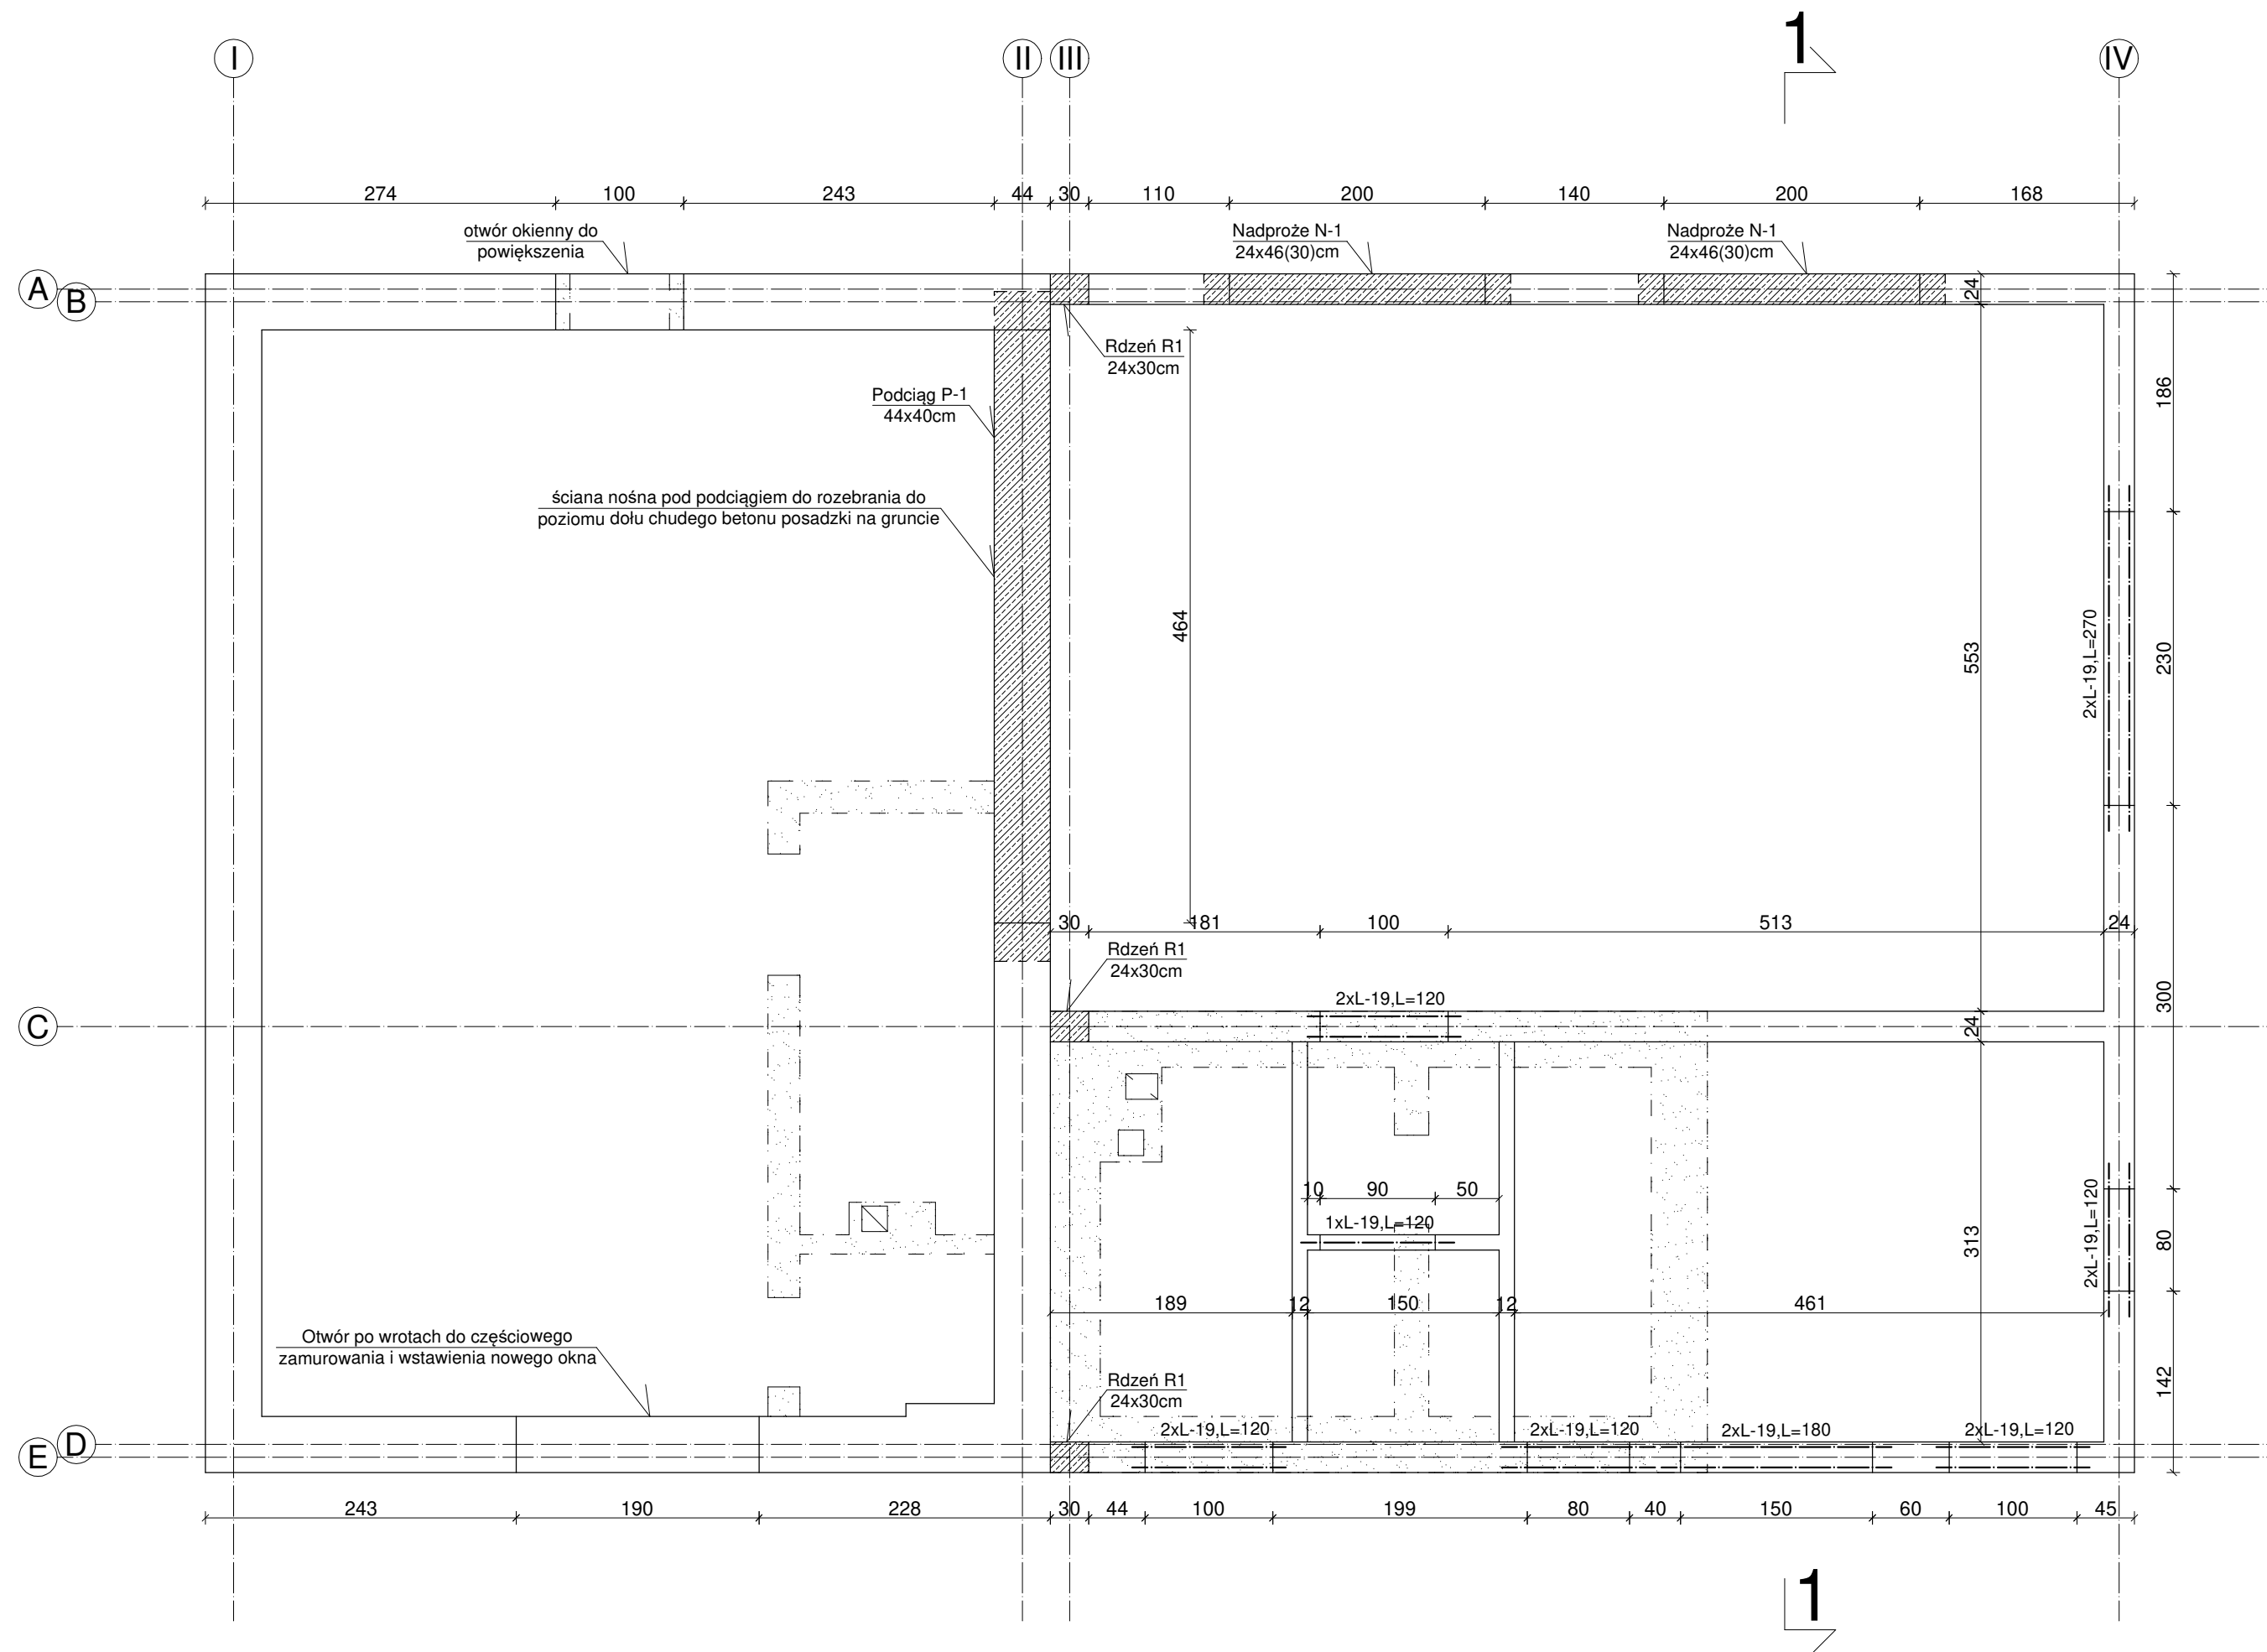 1
I II III IV
274 100 243 44 30 110 200 140 200 168
otwór okienny do
powiększenia
Nadproże N-1
24x46(30)cm
Nadproże N-1
24x46(30)cm
A
B
24
Rdzeń R1
24x30cm
186
Podciąg P-1
44x40cm
ściana nośna pod podciągiem do rozebrania do
poziomu dołu chudego betonu posadzki na gruncie
464
553
2xL-19,L=270
230
30 181 100 513 24
Rdzeń R1
24x30cm
2xL-19,L=120
300
C
24
10 90 50
1xL-19,L=120
2xL-19,L=120
80
313
189 12 150 12 461
Otwór po wrotach do częściowego
zamurowania i wstawienia nowego okna
Rdzeń R1
24x30cm
142
2xL-19,L=120 2xL-19,L=120 2xL-19,L=180 2xL-19,L=120
D
E
243 190 228 30 44 100 199 80 40 150 60 100 45
1